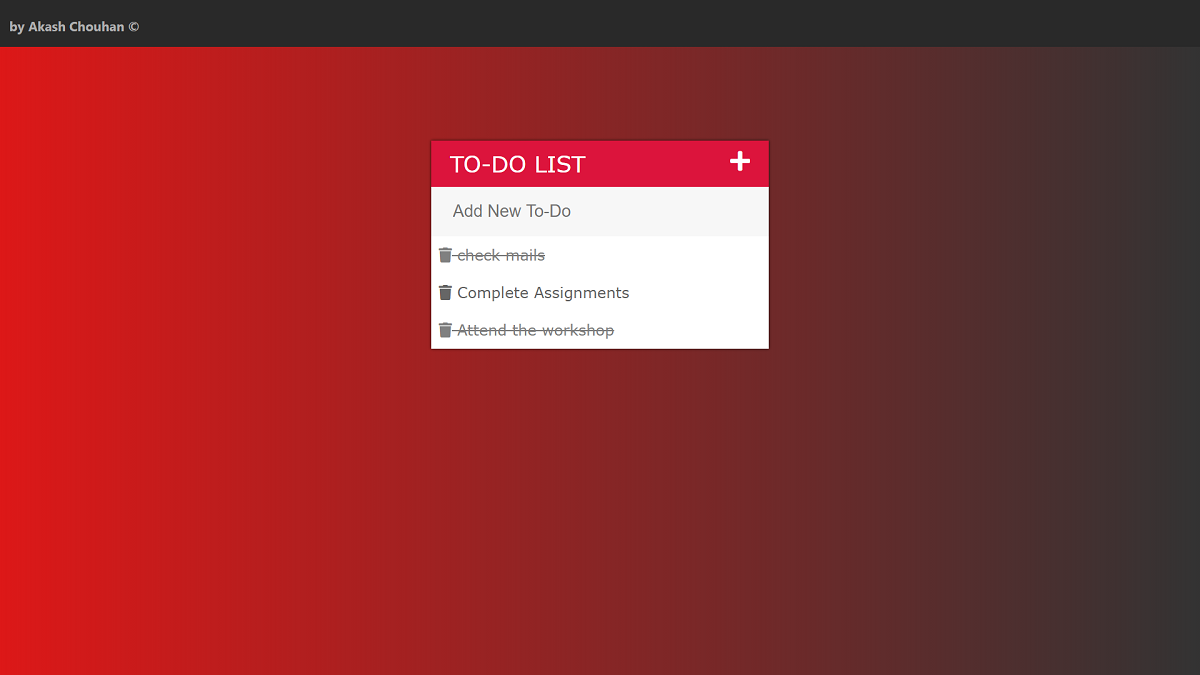 by Akash Chouhan ©
TO-DO LIST
Add New To-Do
check mails
Complete Assignments
Attend the workshop